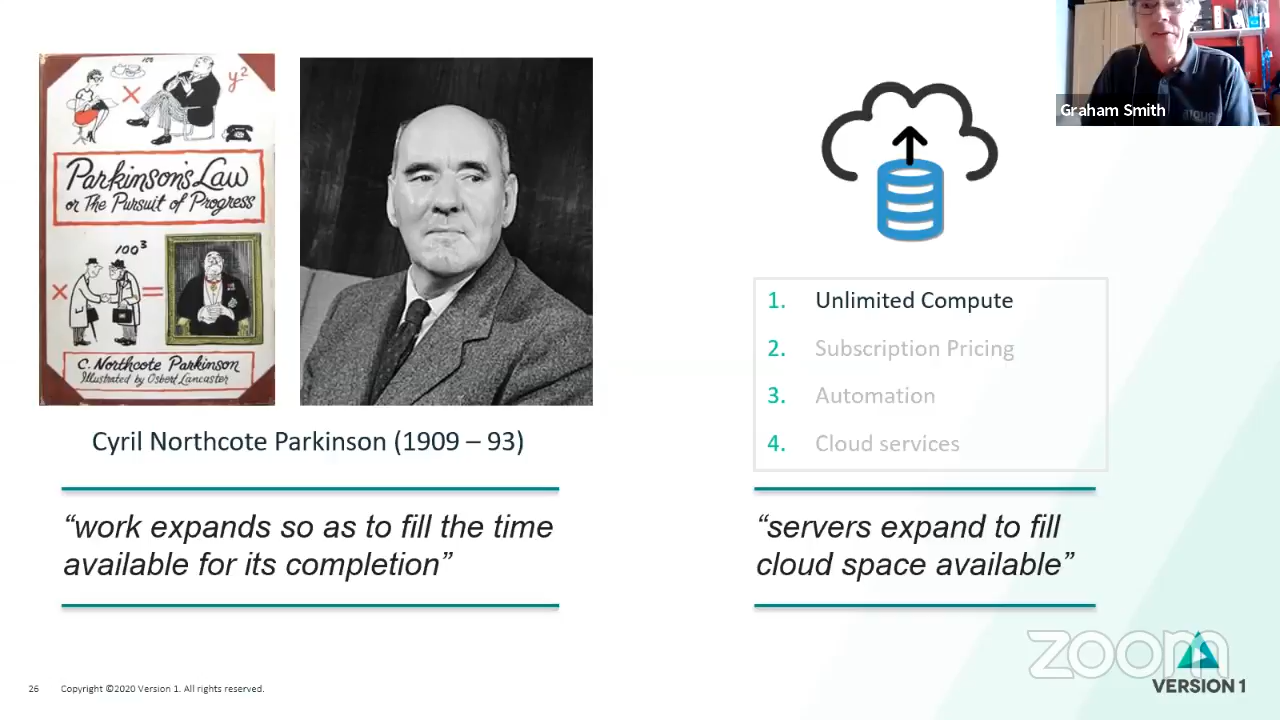 100
y²
Parkinson's Law
or The Pursuit of Progress
100³
C. Northcote Parkinson
Illustrated by Osbert Lancaster
Cyril Northcote Parkinson (1909 – 93)
“work expands so as to fill the time
available for its completion”
Graham Smith
1. Unlimited Compute
2. Subscription Pricing
3. Automation
4. Cloud services
“servers expand to fill
cloud space available”
zoom
VERSION 1
26 Copyright ©2020 Version 1. All rights reserved.